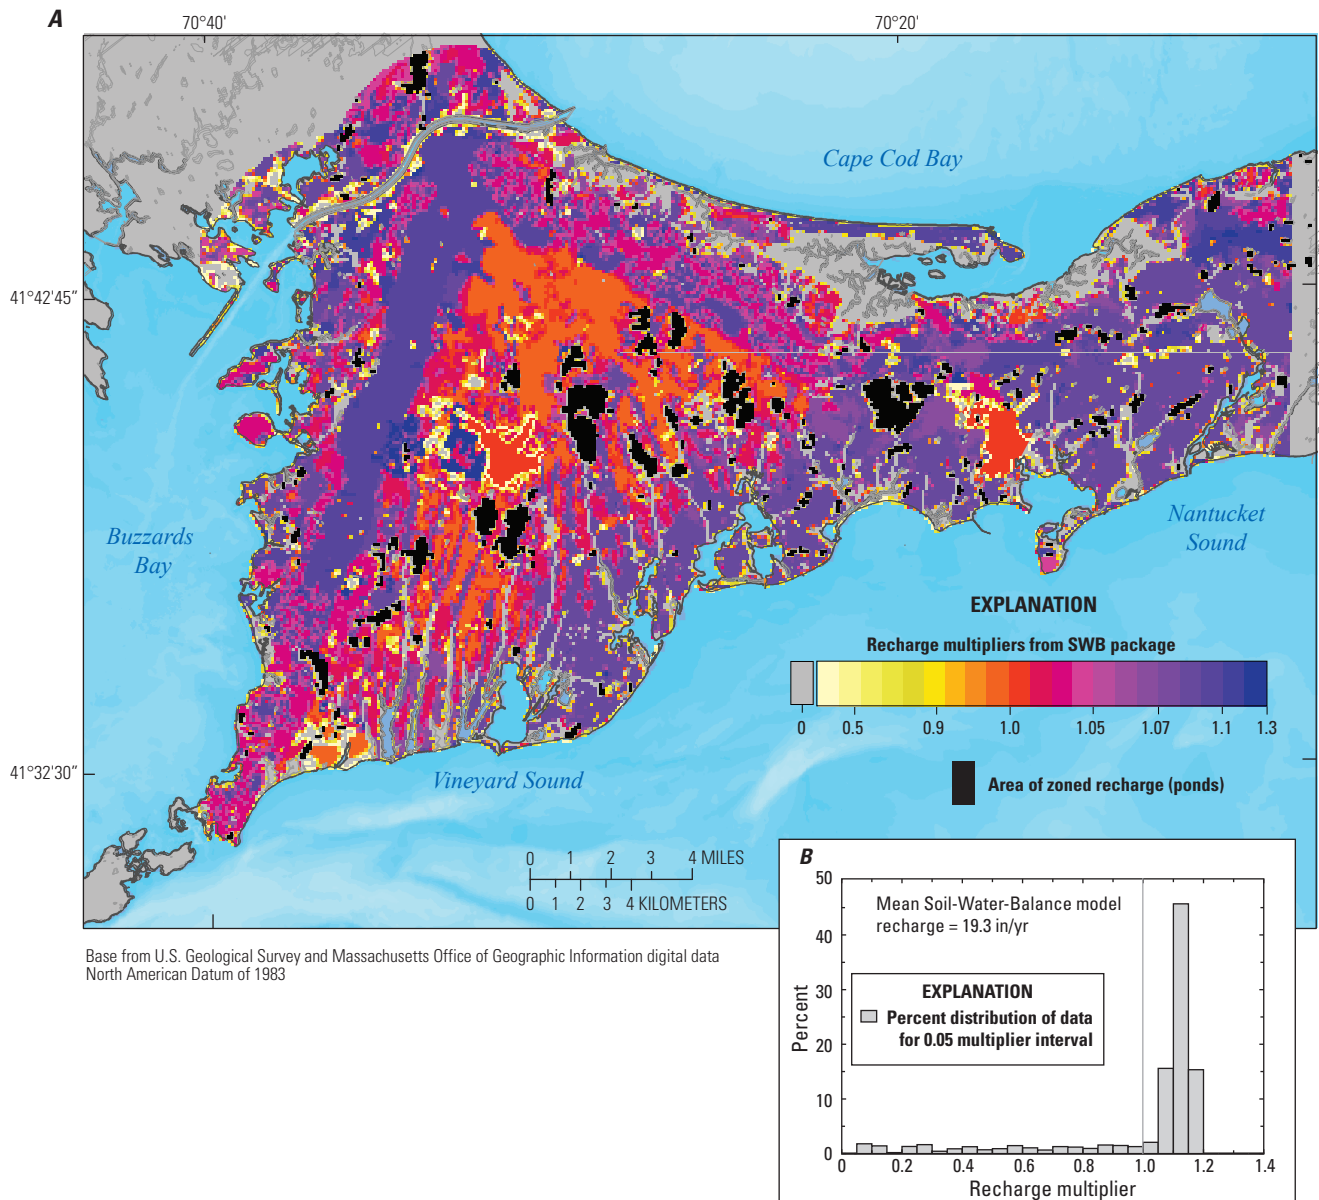 A
70°40'
70°20'
Cape Cod Bay
41°42'45"
Buzzards
Bay
Nantucket
Sound
EXPLANATION
Recharge multipliers from SWB package
0 0.5 0.9 1.0 1.05 1.07 1.1 1.3
Area of zoned recharge (ponds)
41°32'30"
Vineyard Sound
0 1 2 3 4 MILES
0 1 2 3 4 KILOMETERS
Base from U.S. Geological Survey and Massachusetts Office of Geographic Information digital data
North American Datum of 1983
B
50
40
30
20
10
0
Percent
Mean Soil-Water-Balance model
recharge = 19.3 in/yr
EXPLANATION
Percent distribution of data
for 0.05 multiplier interval
0 0.2 0.4 0.6 0.8 1.0 1.2 1.4
Recharge multiplier